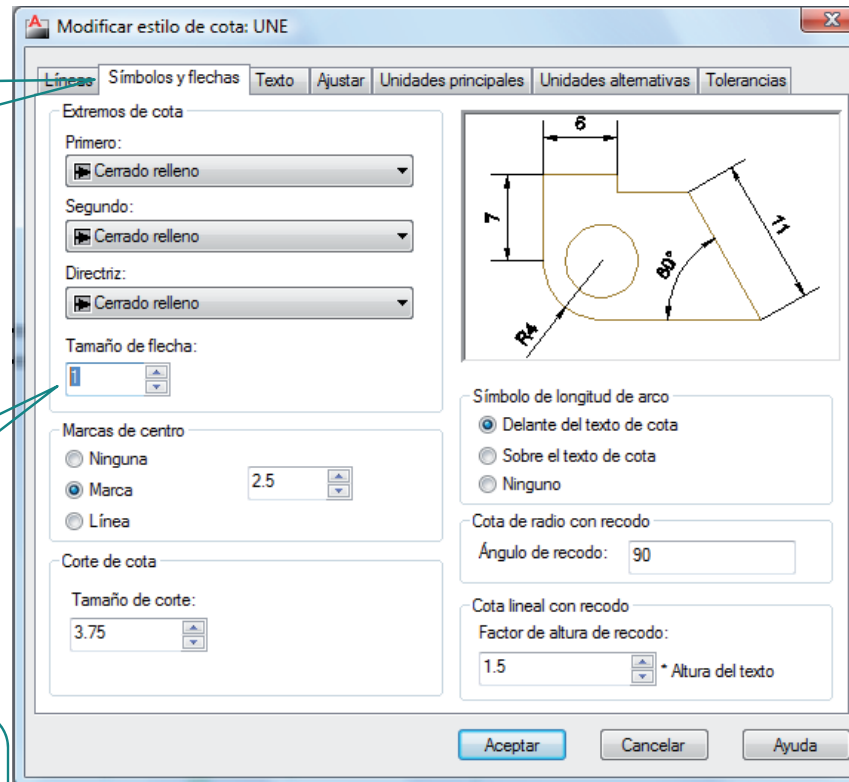 Modificar estilo de cota: UNE
Líneas Símbolos y flechas Texto Ajustar Unidades principales Unidades alternativas Tolerancias
Extremos de cota
Primero:
Cerrado relleno
Segundo:
Cerrado relleno
Directriz:
Cerrado relleno
Tamaño de flecha:
1
Marcas de centro
Ninguna
Marca
Línea
2.5
Corte de cota
Tamaño de corte:
3.75
6
7
11
60°
R4
Símbolo de longitud de arco
Delante del texto de cota
Sobre el texto de cota
Ninguno
Cota de radio con recodo
Ángulo de recodo: 90
Cota lineal con recodo
Factor de altura de recodo:
1.5 * Altura del texto
Aceptar Cancelar Ayuda